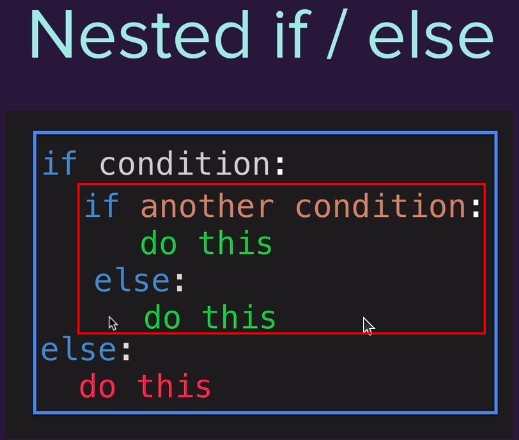 Nested if / else
if condition:
if another condition:
do this
else:
do this
else:
do this